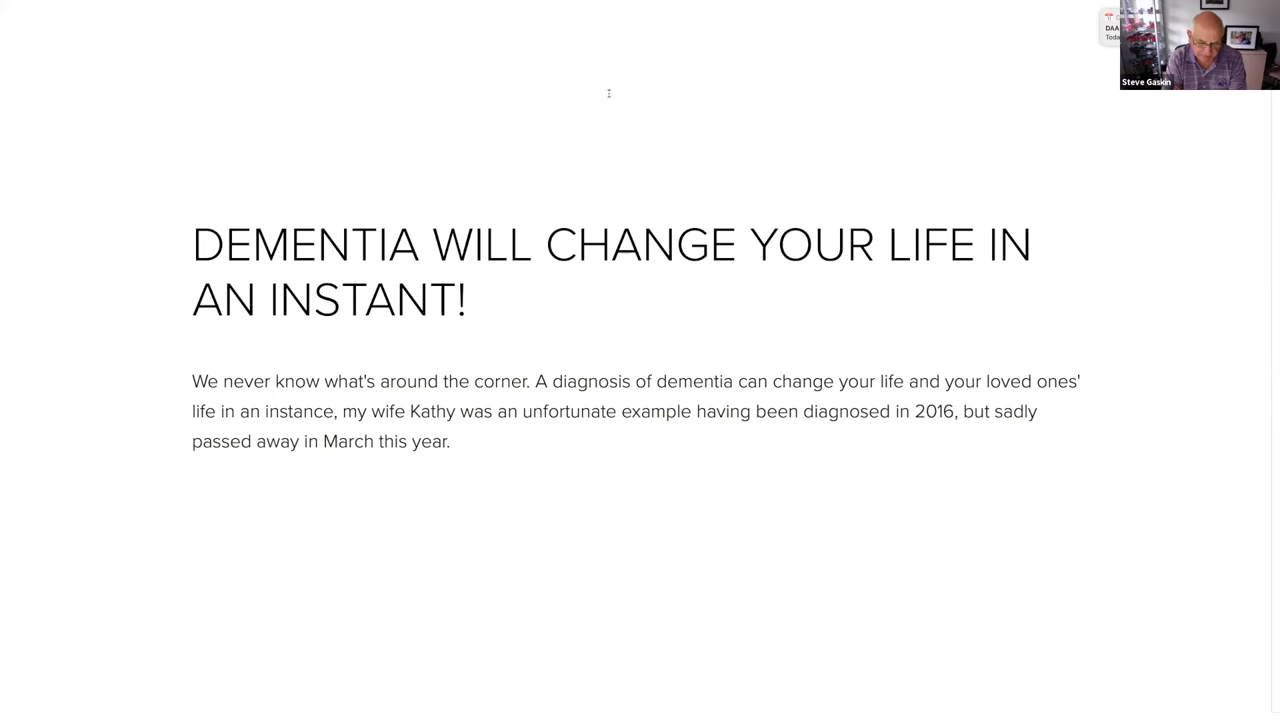 DAA
Toda
Steve Gaskin
DEMENTIA WILL CHANGE YOUR LIFE IN
AN INSTANT!
We never know what's around the corner. A diagnosis of dementia can change your life and your loved ones'
life in an instance, my wife Kathy was an unfortunate example having been diagnosed in 2016, but sadly
passed away in March this year.